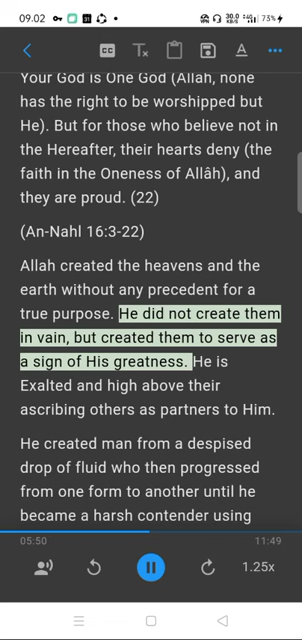 09.02
30.0
KB/S
4G
73%
31
CC
Your God is One God (Allah, none
has the right to be worshipped but
He). But for those who believe not in
the Hereafter, their hearts deny (the
faith in the Oneness of Allâh), and
they are proud. (22)
(An-Nahl 16:3-22)
Allah created the heavens and the
earth without any precedent for a
true purpose. He did not create them
in vain, but created them to serve as
a sign of His greatness. He is
Exalted and high above their
ascribing others as partners to Him.
He created man from a despised
drop of fluid who then progressed
from one form to another until he
became a harsh contender using
05:50
11:49
1.25x